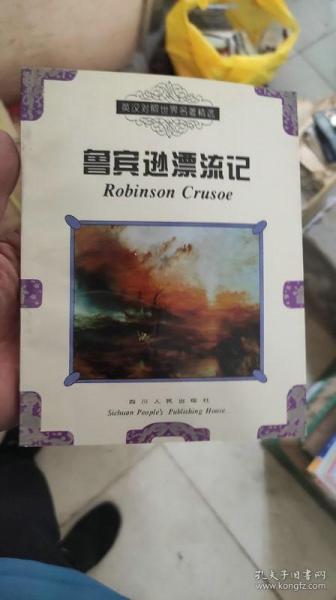 英汉对照世界名著精选
鲁宾逊漂流记
Robinson Crusoe
四川人民出版社
Sichuan People's Publishing House
孔夫子旧书网